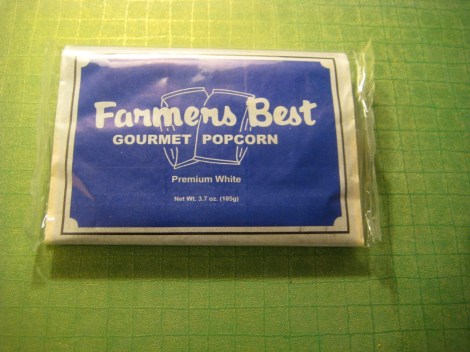 Farmers Best
GOURMET POPCORN
Premium White
Net Wt. 3.7 oz. (105g)